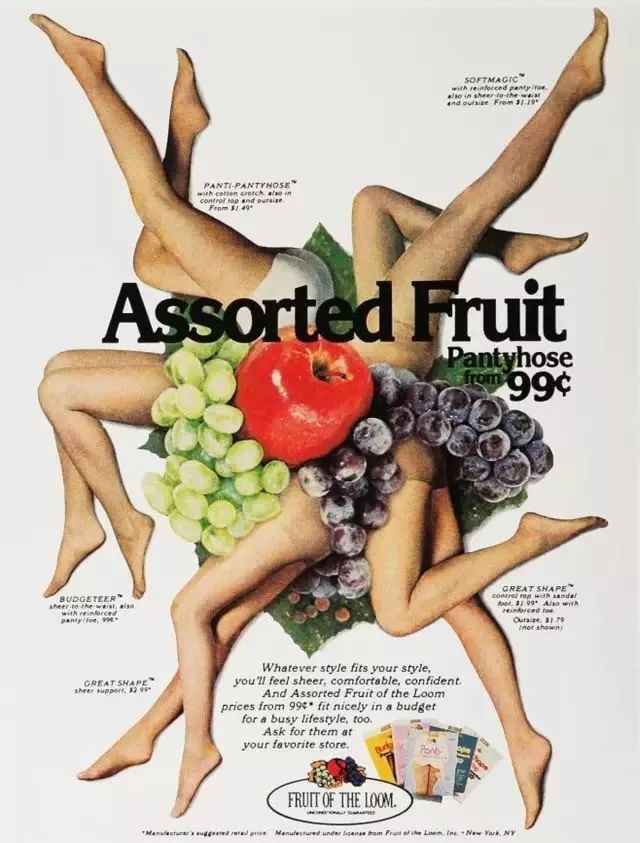 SOFTMAGIC™
with reinforced panty/toe,
also in sheer-to-the-waist
and outsize. From $1.19*
PANTI-PANTYHOSE™
with cotton crotch, also in
control top and outsize.
From $1.49*
Assorted Fruit
Pantyhose
from 99¢
BUDGETEER™
sheer-to-the-waist, also
with reinforced
panty/toe, 99¢*
GREAT SHAPE™
control top with sandal
foot, $1.99*. Also with
reinforced toe.
Outsize, $1.79
(not shown)
GREAT SHAPE™
sheer support, $2.99*
Whatever style fits your style,
you'll feel sheer, comfortable, confident.
And Assorted Fruit of the Loom
prices from 99¢* fit nicely in a budget
for a busy lifestyle, too.
Ask for them at
your favorite store.
Panti
FRUIT OF THE LOOM.
UNCONDITIONALLY GUARANTEED
*Manufacturer's suggested retail price. Manufactured under license from Fruit of the Loom, Inc. • New York, NY